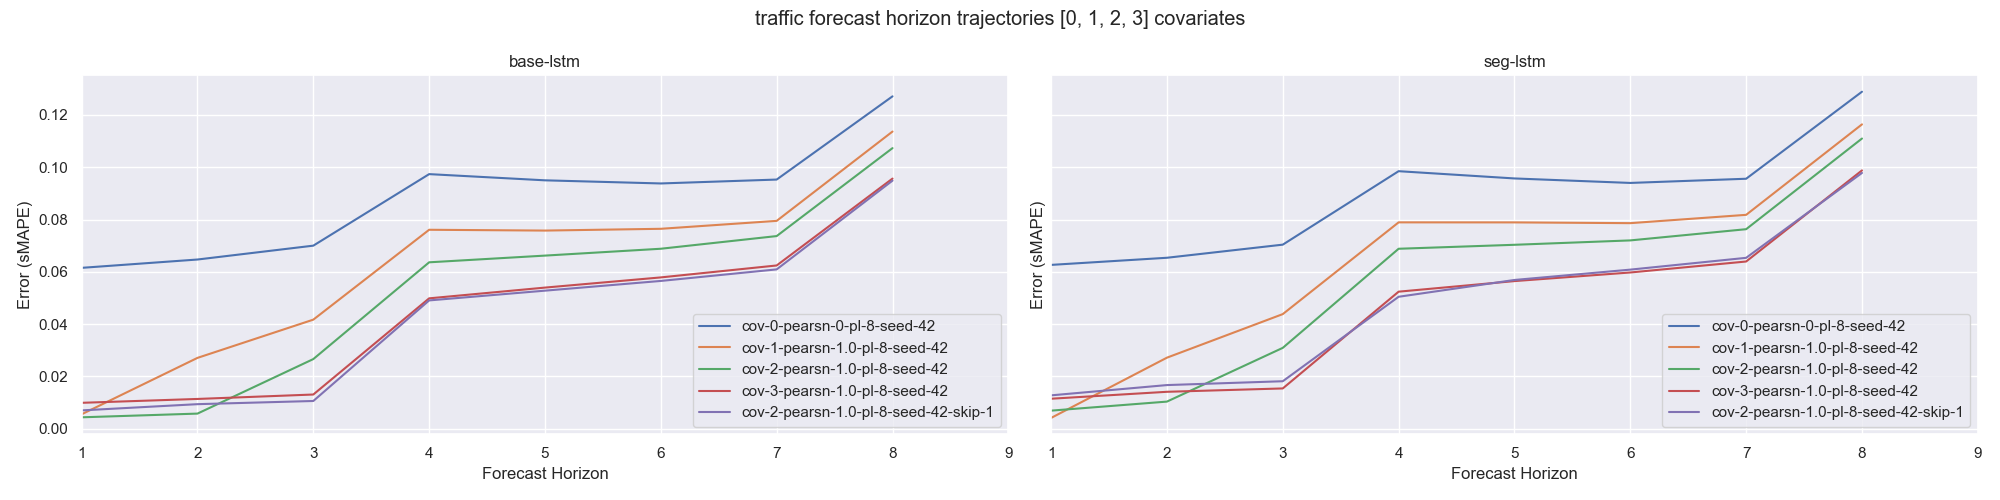 traffic forecast horizon trajectories [0, 1, 2, 3] covariates
base-lstm
Error (sMAPE)
0.12
0.10
0.08
0.06
0.04
0.02
0.00
cov-0-pearsn-0-pl-8-seed-42
cov-1-pearsn-1.0-pl-8-seed-42
cov-2-pearsn-1.0-pl-8-seed-42
cov-3-pearsn-1.0-pl-8-seed-42
cov-2-pearsn-1.0-pl-8-seed-42-skip-1
1 2 3 4 5 6 7 8 9
Forecast Horizon
seg-lstm
Error (sMAPE)
cov-0-pearsn-0-pl-8-seed-42
cov-1-pearsn-1.0-pl-8-seed-42
cov-2-pearsn-1.0-pl-8-seed-42
cov-3-pearsn-1.0-pl-8-seed-42
cov-2-pearsn-1.0-pl-8-seed-42-skip-1
1 2 3 4 5 6 7 8 9
Forecast Horizon